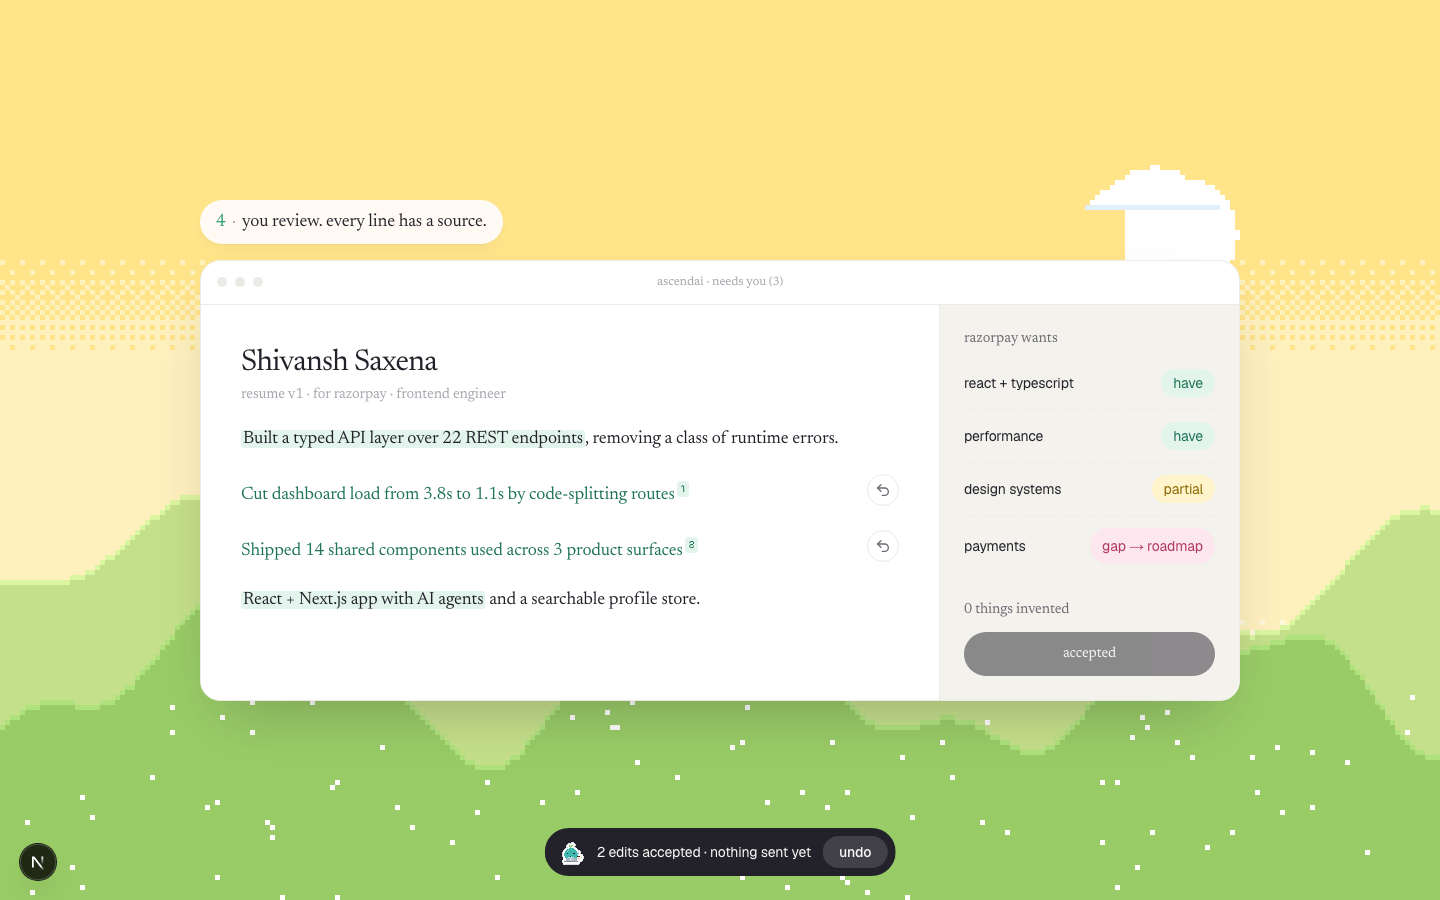 4 · you review. every line has a source.
ascendai · needs you (3)
Shivansh Saxena
resume v1 · for razorpay · frontend engineer
Built a typed API layer over 22 REST endpoints, removing a class of runtime errors.
Cut dashboard load from 3.8s to 1.1s by code-splitting routes 1
Shipped 14 shared components used across 3 product surfaces 2
React + Next.js app with AI agents and a searchable profile store.
razorpay wants
react + typescript have
performance have
design systems partial
payments gap → roadmap
0 things invented
accepted
N
2 edits accepted · nothing sent yet undo